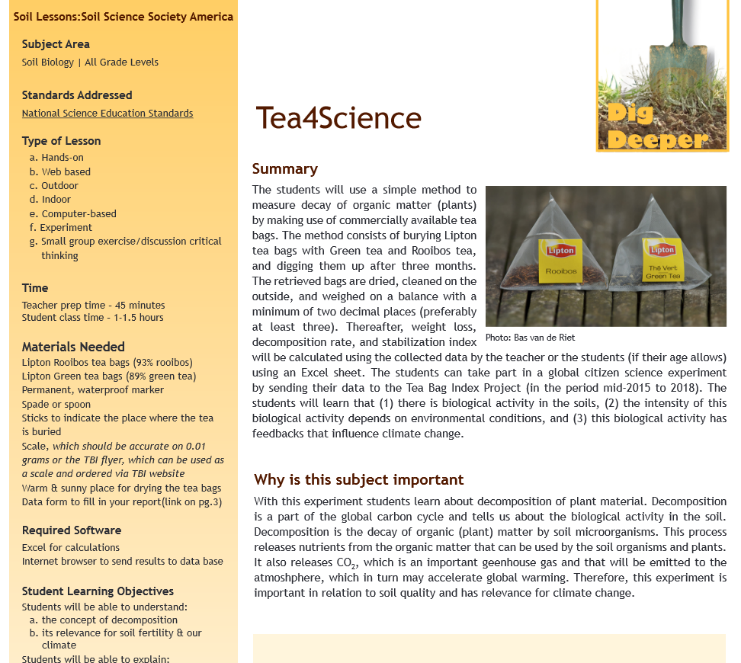 Soil Lessons:Soil Science Society America
Subject Area
Soil Biology | All Grade Levels
Standards Addressed
National Science Education Standards
Type of Lesson
a. Hands-on
b. Web based
c. Outdoor
d. Indoor
e. Computer-based
f. Experiment
g. Small group exercise/discussion critical
thinking
Time
Teacher prep time - 45 minutes
Student class time - 1-1.5 hours
Materials Needed
Lipton Rooibos tea bags (93% rooibos)
Lipton Green tea bags (89% green tea)
Permanent, waterproof marker
Spade or spoon
Sticks to indicate the place where the tea
is buried
Scale, which should be accurate on 0.01
grams or the TBI flyer, which can be used as
a scale and ordered via TBI website
Warm & sunny place for drying the tea bags
Data form to fill in your report(link on pg.3)
Required Software
Excel for calculations
Internet browser to send results to data base
Student Learning Objectives
Students will be able to understand:
a. the concept of decomposition
b. its relevance for soil fertility & our
climate
Students will be able to explain:
Dig
Deeper
Tea4Science
Summary
The students will use a simple method to
measure decay of organic matter (plants)
by making use of commercially available tea
bags. The method consists of burying Lipton
tea bags with Green tea and Rooibos tea,
and digging them up after three months.
The retrieved bags are dried, cleaned on the
outside, and weighed on a balance with a
minimum of two decimal places (preferably
at least three). Thereafter, weight loss,
decomposition rate, and stabilization index
will be calculated using the collected data by the teacher or the students (if their age allows)
using an Excel sheet. The students can take part in a global citizen science experiment
by sending their data to the Tea Bag Index Project (in the period mid-2015 to 2018). The
students will learn that (1) there is biological activity in the soils, (2) the intensity of this
biological activity depends on environmental conditions, and (3) this biological activity has
feedbacks that influence climate change.
Lipton
Rooibos
Lipton
Thé Vert
Green Tea
Photo: Bas van de Riet
Why is this subject important
With this experiment students learn about decomposition of plant material. Decomposition
is a part of the global carbon cycle and tells us about the biological activity in the soil.
Decomposition is the decay of organic (plant) matter by soil microorganisms. This process
releases nutrients from the organic matter that can be used by the soil organisms and plants.
It also releases CO₂, which is an important geenhouse gas and that will be emitted to the
atmoshphere, which in turn may accelerate global warming. Therefore, this experiment is
important in relation to soil quality and has relevance for climate change.